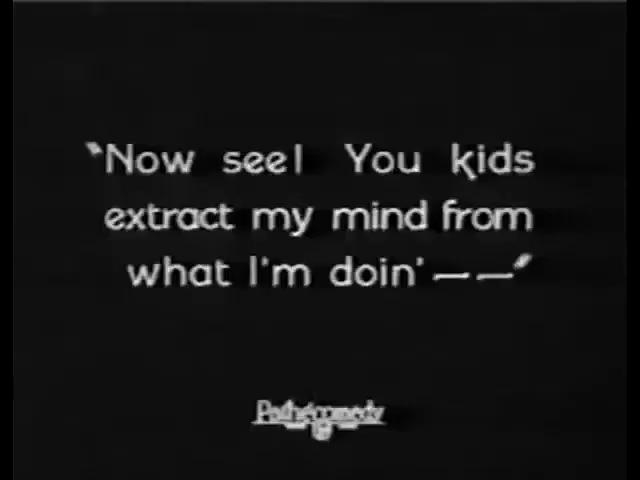 "Now see! You kids
extract my mind from
what I'm doin' — —"
Pathécomedy